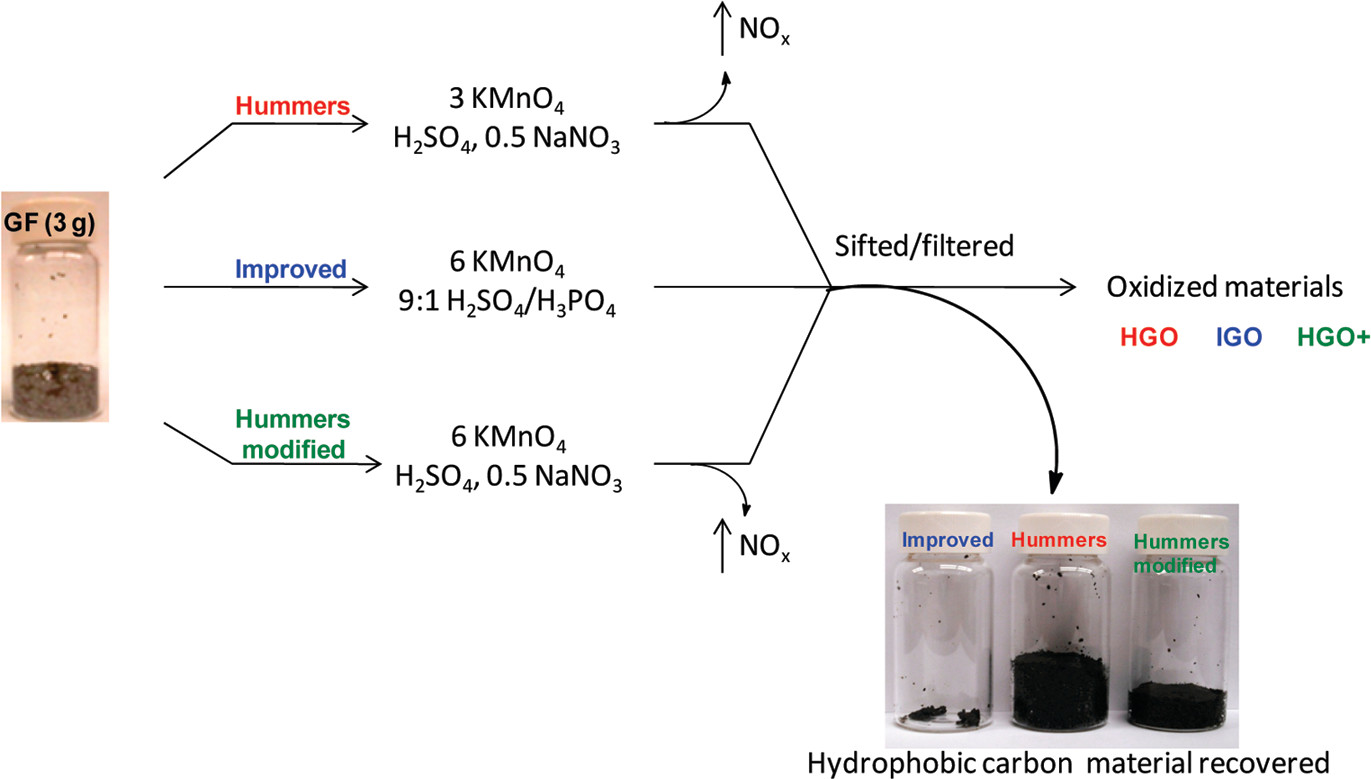 NOₓ
Hummers
3 KMnO₄
H₂SO₄, 0.5 NaNO₃
GF (3 g)
Improved
6 KMnO₄
9:1 H₂SO₄/H₃PO₄
Sifted/filtered
Oxidized materials
HGO IGO HGO+
Hummers
modified
6 KMnO₄
H₂SO₄, 0.5 NaNO₃
NOₓ
Improved
Hummers
Hummers
modified
Hydrophobic carbon material recovered